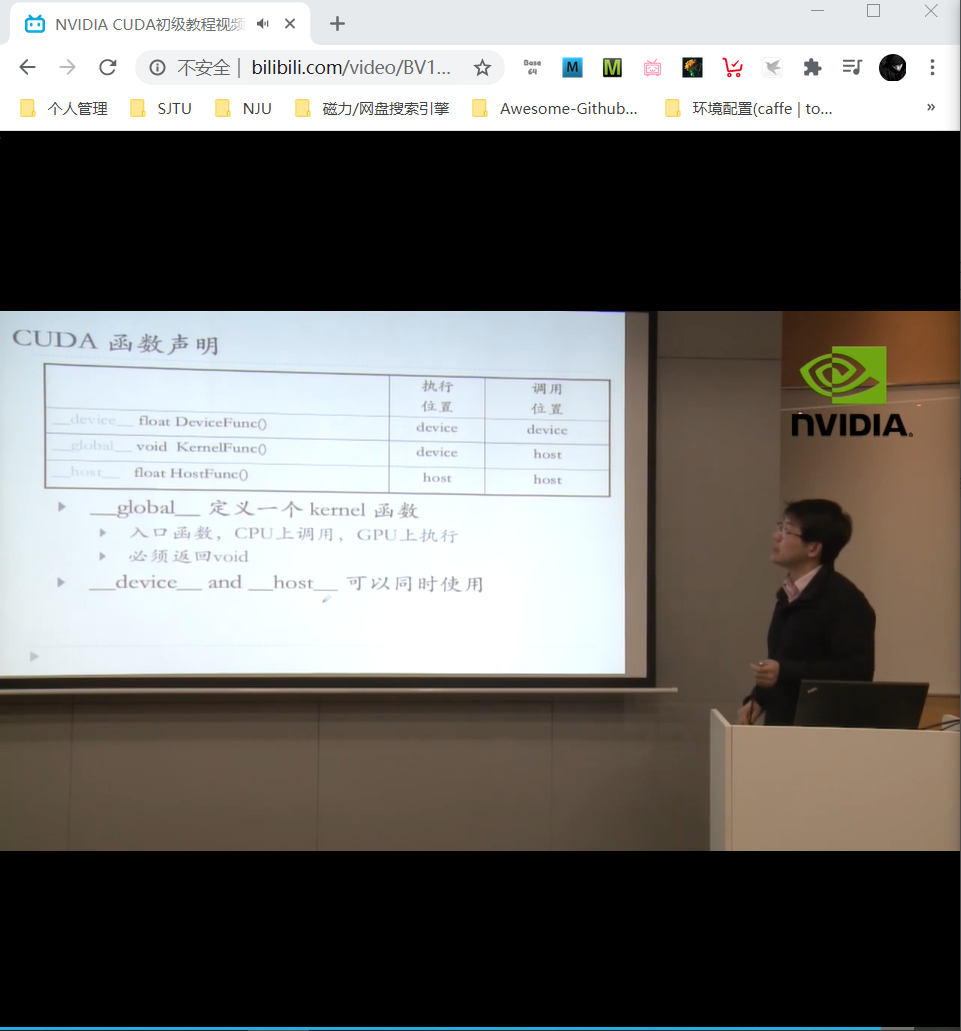 NVIDIA CUDA初级教程视频
不安全 | bilibili.com/video/BV1...
Base
64
M
M
个人管理
SJTU
NJU
磁力/网盘搜索引擎
Awesome-Github...
环境配置(caffe | to...
»
CUDA 函数声明
执行
位置
调用
位置
__device__ float DeviceFunc()
device
device
__global__ void KernelFunc()
device
host
__host__ float HostFunc()
host
host
__global__ 定义一个 kernel 函数
入口函数，CPU上调用，GPU上执行
必须返回void
__device__ and __host__ 可以同时使用
NVIDIA.